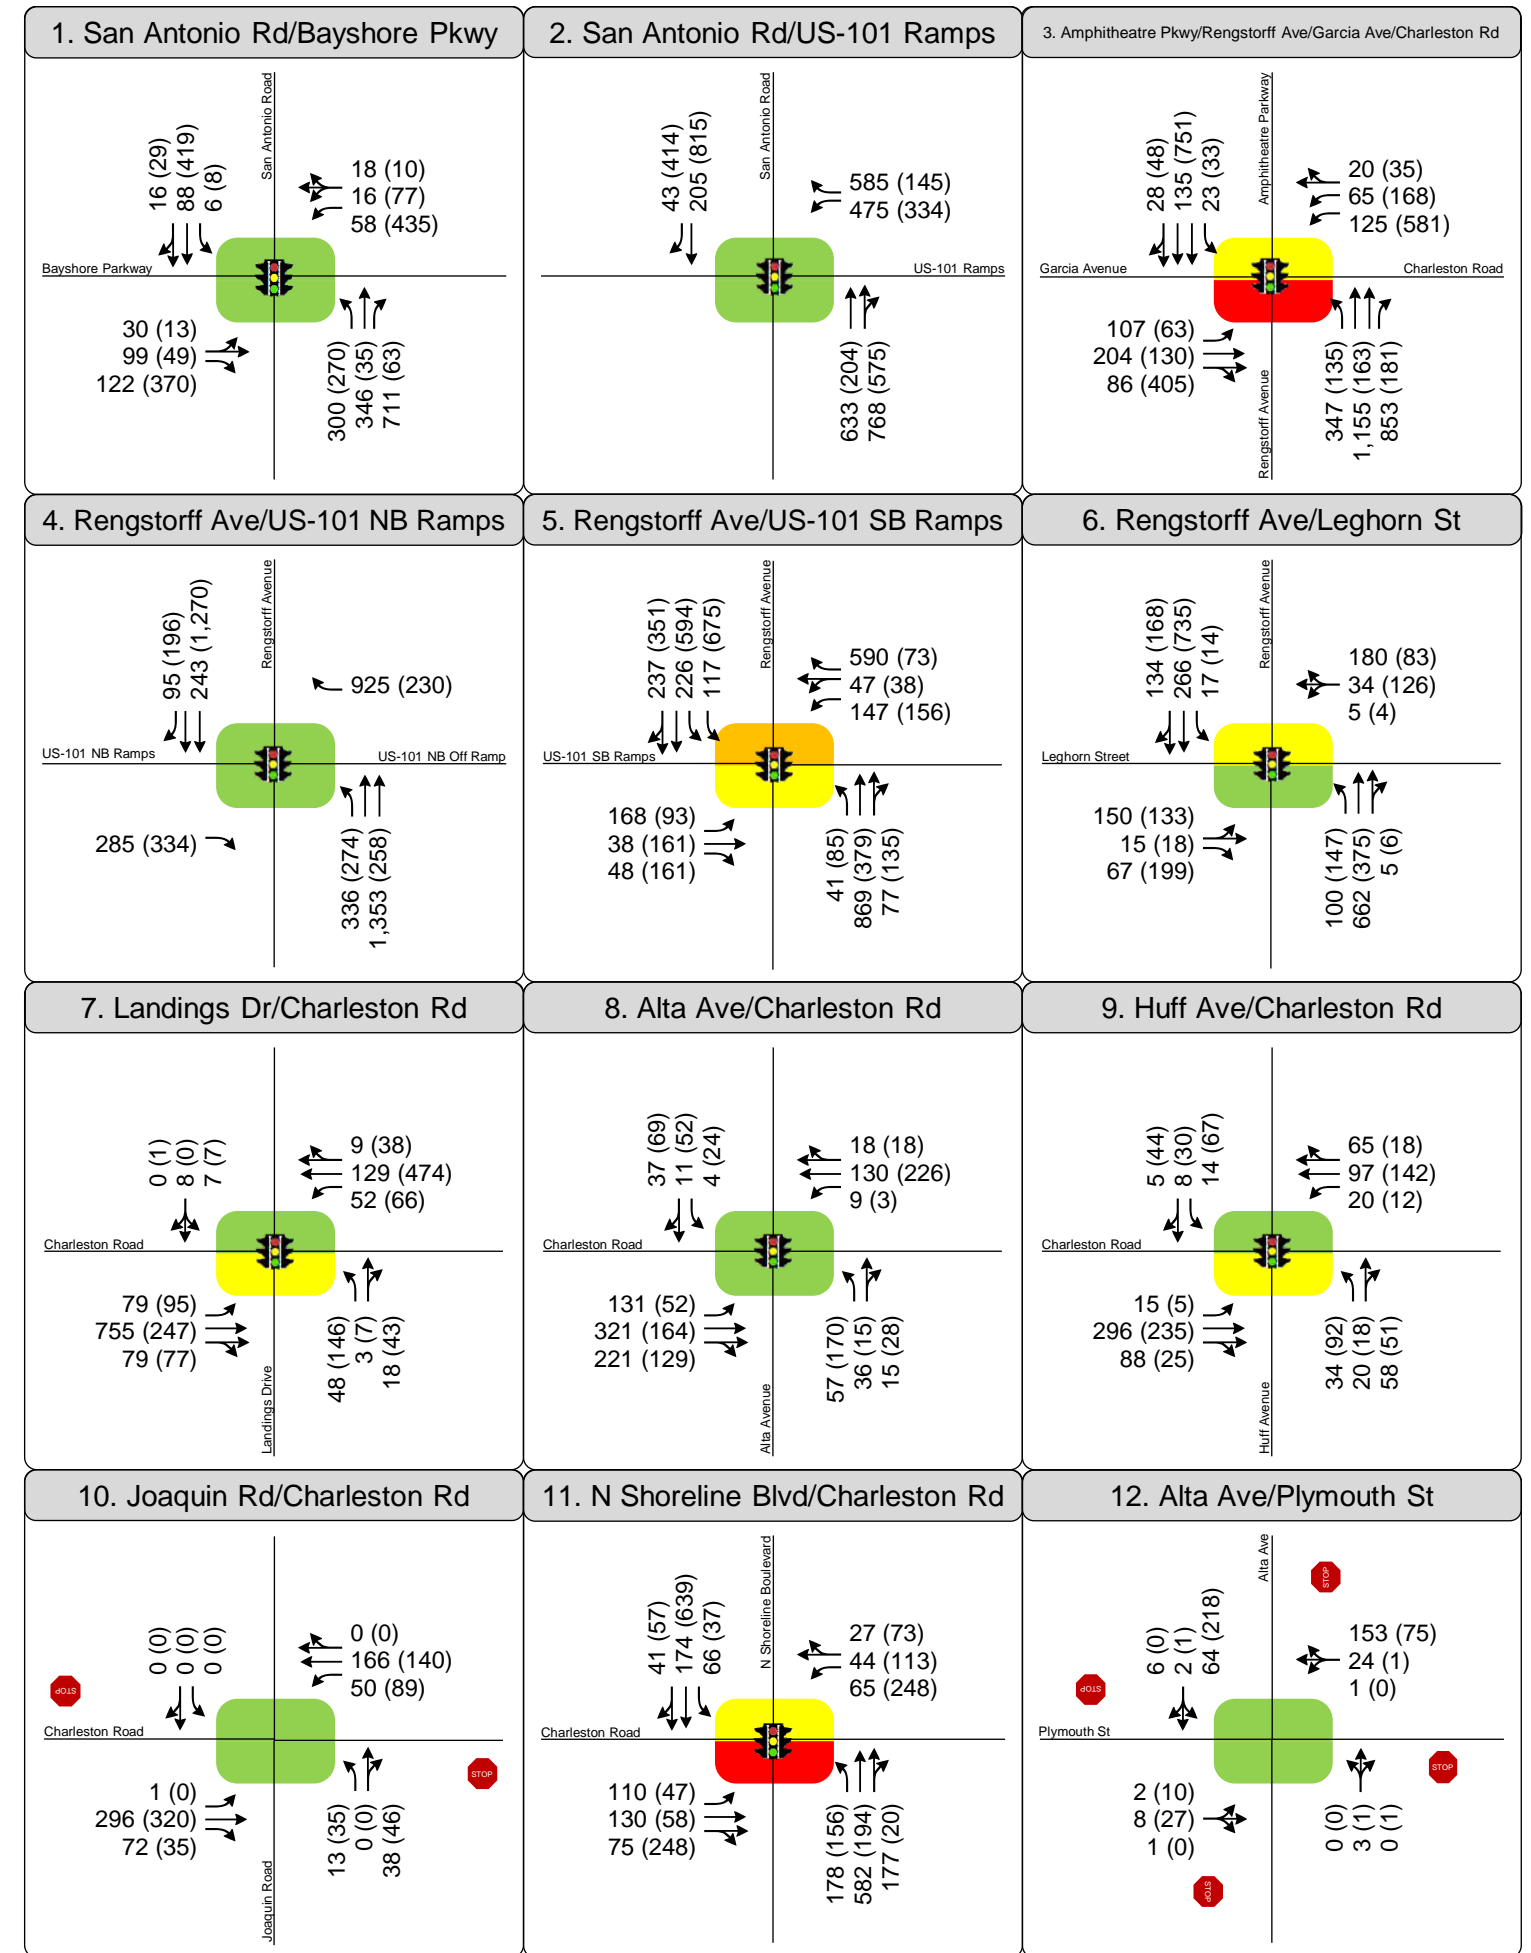 1. San Antonio Rd/Bayshore Pkwy
San Antonio Road
16 (29)
88 (419)
6 (8)
18 (10)
16 (77)
58 (435)
Bayshore Parkway
30 (13)
99 (49)
122 (370)
300 (270)
346 (35)
711 (63)
2. San Antonio Rd/US-101 Ramps
San Antonio Road
43 (414)
205 (815)
585 (145)
475 (334)
US-101 Ramps
633 (204)
768 (575)
3. Amphitheatre Pkwy/Rengstorff Ave/Garcia Ave/Charleston Rd
Amphitheatre Parkway
28 (48)
135 (751)
23 (33)
20 (35)
65 (168)
125 (581)
Garcia Avenue
Charleston Road
107 (63)
204 (130)
86 (405)
Rengstorff Avenue
347 (135)
1,155 (163)
853 (181)
4. Rengstorff Ave/US-101 NB Ramps
Rengstorff Avenue
95 (196)
243 (1,270)
925 (230)
US-101 NB Ramps
US-101 NB Off Ramp
285 (334)
336 (274)
1,353 (258)
5. Rengstorff Ave/US-101 SB Ramps
Rengstorff Avenue
237 (351)
226 (594)
117 (675)
590 (73)
47 (38)
147 (156)
US-101 SB Ramps
168 (93)
38 (161)
48 (161)
41 (85)
869 (379)
77 (135)
6. Rengstorff Ave/Leghorn St
Rengstorff Avenue
134 (168)
266 (735)
17 (14)
180 (83)
34 (126)
5 (4)
Leghorn Street
150 (133)
15 (18)
67 (199)
100 (147)
662 (375)
5 (6)
7. Landings Dr/Charleston Rd
0 (1)
8 (0)
7 (7)
9 (38)
129 (474)
52 (66)
Charleston Road
79 (95)
755 (247)
79 (77)
Landings Drive
48 (146)
3 (7)
18 (43)
8. Alta Ave/Charleston Rd
37 (69)
11 (52)
4 (24)
18 (18)
130 (226)
9 (3)
Charleston Road
131 (52)
321 (164)
221 (129)
Alta Avenue
57 (170)
36 (15)
15 (28)
9. Huff Ave/Charleston Rd
5 (44)
8 (30)
14 (67)
65 (18)
97 (142)
20 (12)
Charleston Road
15 (5)
296 (235)
88 (25)
Huff Avenue
34 (92)
20 (18)
58 (51)
10. Joaquin Rd/Charleston Rd
0 (0)
0 (0)
0 (0)
0 (0)
166 (140)
50 (89)
STOP
Charleston Road
STOP
1 (0)
296 (320)
72 (35)
Joaquin Road
13 (35)
0 (0)
38 (46)
11. N Shoreline Blvd/Charleston Rd
N Shoreline Boulevard
41 (57)
174 (639)
66 (37)
27 (73)
44 (113)
65 (248)
Charleston Road
110 (47)
130 (58)
75 (248)
178 (156)
582 (194)
177 (20)
12. Alta Ave/Plymouth St
Alta Ave
STOP
6 (0)
2 (1)
64 (218)
153 (75)
24 (1)
1 (0)
STOP
Plymouth St
STOP
2 (10)
8 (27)
1 (0)
0 (0)
3 (1)
0 (1)
STOP